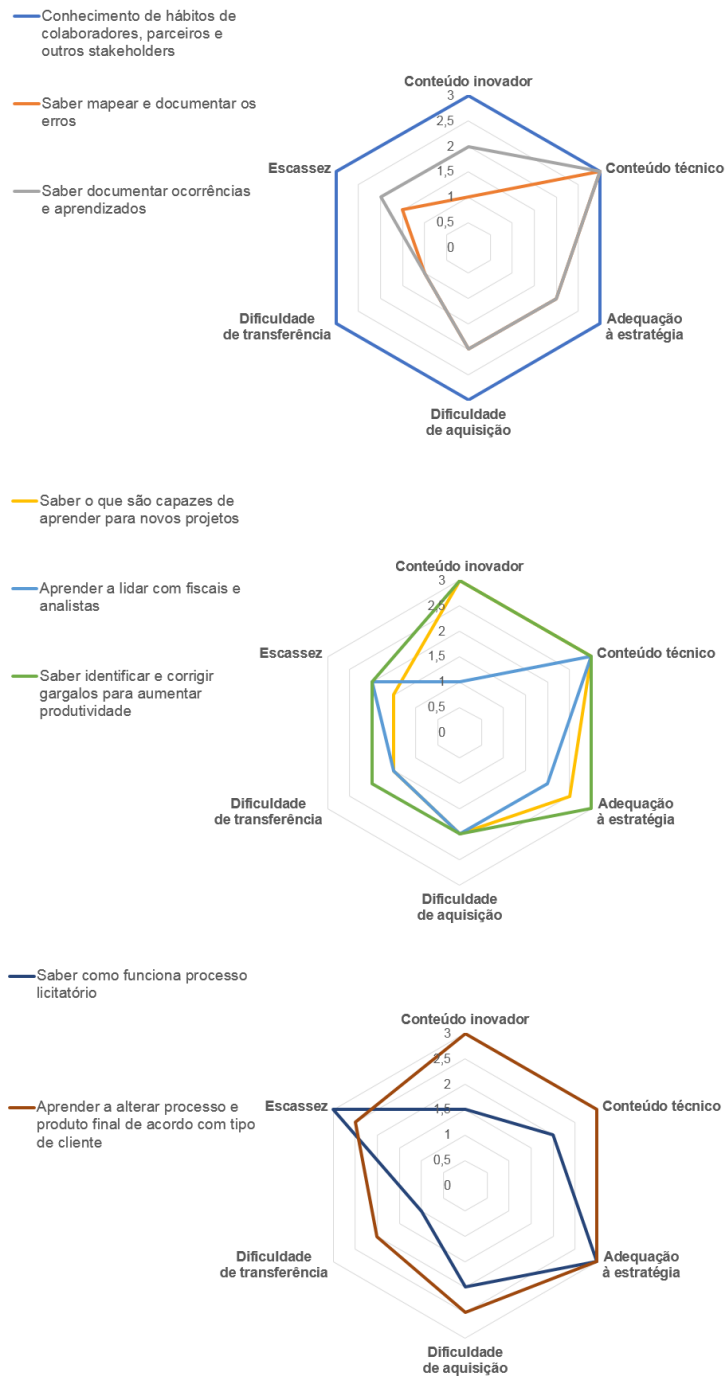 Conhecimento de hábitos de
colaboradores, parceiros e
outros stakeholders
Saber mapear e documentar os
erros
Saber documentar ocorrências
e aprendizados
Conteúdo inovador
3
2,5
2
1,5
1
0,5
0
Conteúdo técnico
Adequação
à estratégia
Dificuldade
de aquisição
Dificuldade
de transferência
Escassez
Saber o que são capazes de
aprender para novos projetos
Aprender a lidar com fiscais e
analistas
Saber identificar e corrigir
gargalos para aumentar
produtividade
Conteúdo inovador
3
2,5
2
1,5
1
0,5
0
Conteúdo técnico
Adequação
à estratégia
Dificuldade
de aquisição
Dificuldade
de transferência
Escassez
Saber como funciona processo
licitatório
Aprender a alterar processo e
produto final de acordo com tipo
de cliente
Conteúdo inovador
3
2,5
2
1,5
1
0,5
0
Conteúdo técnico
Adequação
à estratégia
Dificuldade
de aquisição
Dificuldade
de transferência
Escassez